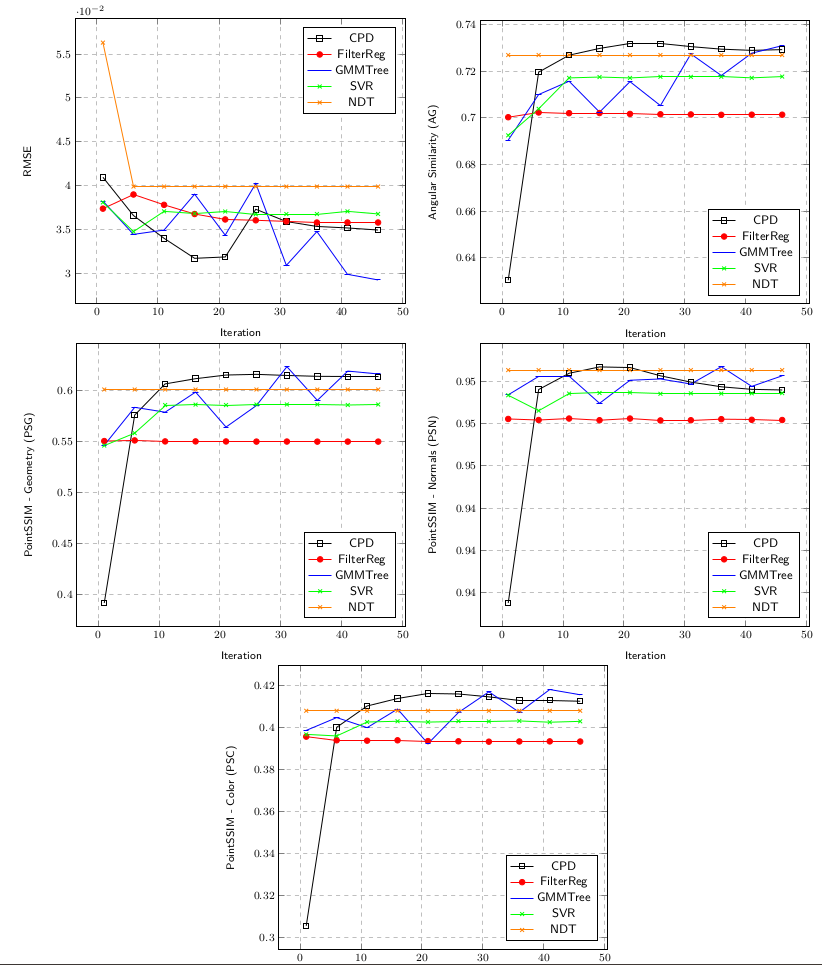 ·10⁻²
5.5
5
4.5
4
3.5
3
0 10 20 30 40 50
RMSE
Iteration
CPD
FilterReg
GMMTree
SVR
NDT
0.74
0.72
0.7
0.68
0.66
0.64
0 10 20 30 40 50
Angular Similarity (AG)
Iteration
CPD
FilterReg
GMMTree
SVR
NDT
0.6
0.55
0.5
0.45
0.4
0 10 20 30 40 50
PointSSIM - Geometry (PSG)
Iteration
CPD
FilterReg
GMMTree
SVR
NDT
0.95
0.95
0.95
0.94
0.94
0.94
0 10 20 30 40 50
PointSSIM - Normals (PSN)
Iteration
CPD
FilterReg
GMMTree
SVR
NDT
0.42
0.4
0.38
0.36
0.34
0.32
0.3
0 10 20 30 40 50
PointSSIM - Color (PSC)
CPD
FilterReg
GMMTree
SVR
NDT